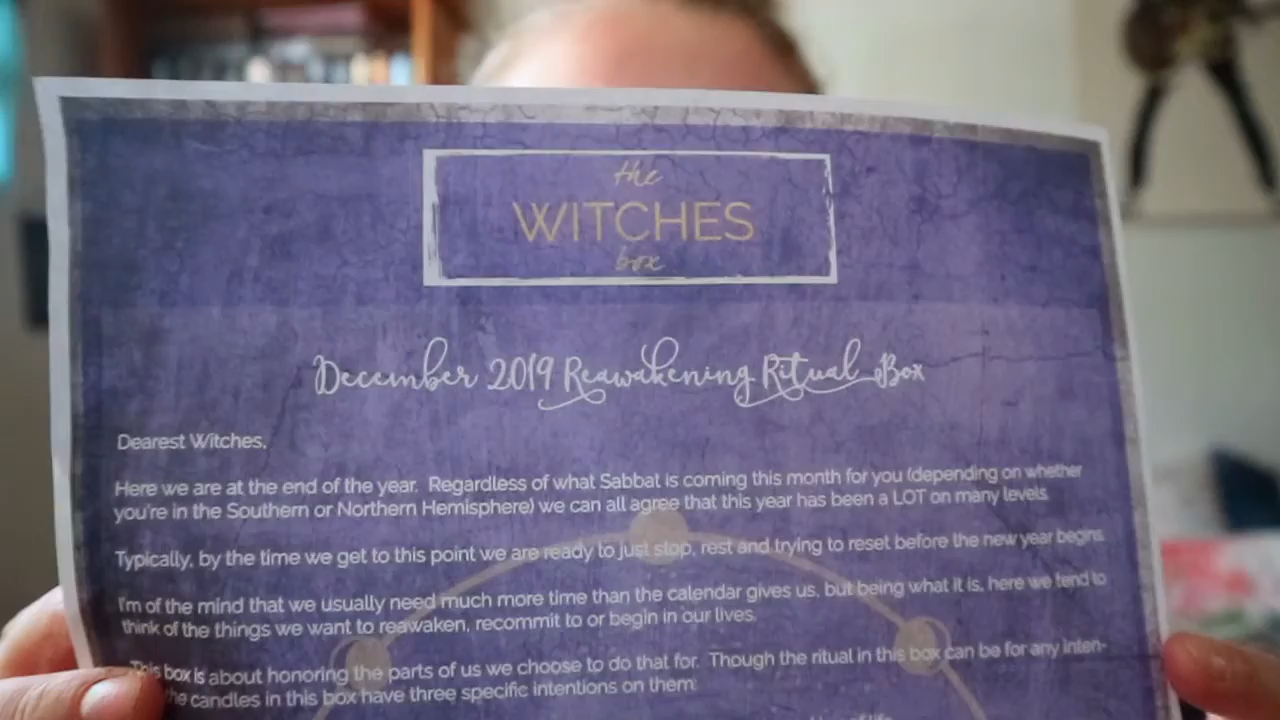 the
WITCHES
box
December 2019 Reawakening Ritual Box
Dearest Witches,
Here we are at the end of the year. Regardless of what Sabbat is coming this month for you (depending on whether
you're in the Southern or Northern Hemisphere) we can all agree that this year has been a LOT on many levels.
Typically, by the time we get to this point we are ready to just stop, rest and trying to reset before the new year begins.
I'm of the mind that we usually need much more time than the calendar gives us, but being what it is, here we tend to
think of the things we want to reawaken, recommit to or begin in our lives.
This box is about honoring the parts of us we choose to do that for. Though the ritual in this box can be for any inten-
the candles in this box have three specific intentions on them: